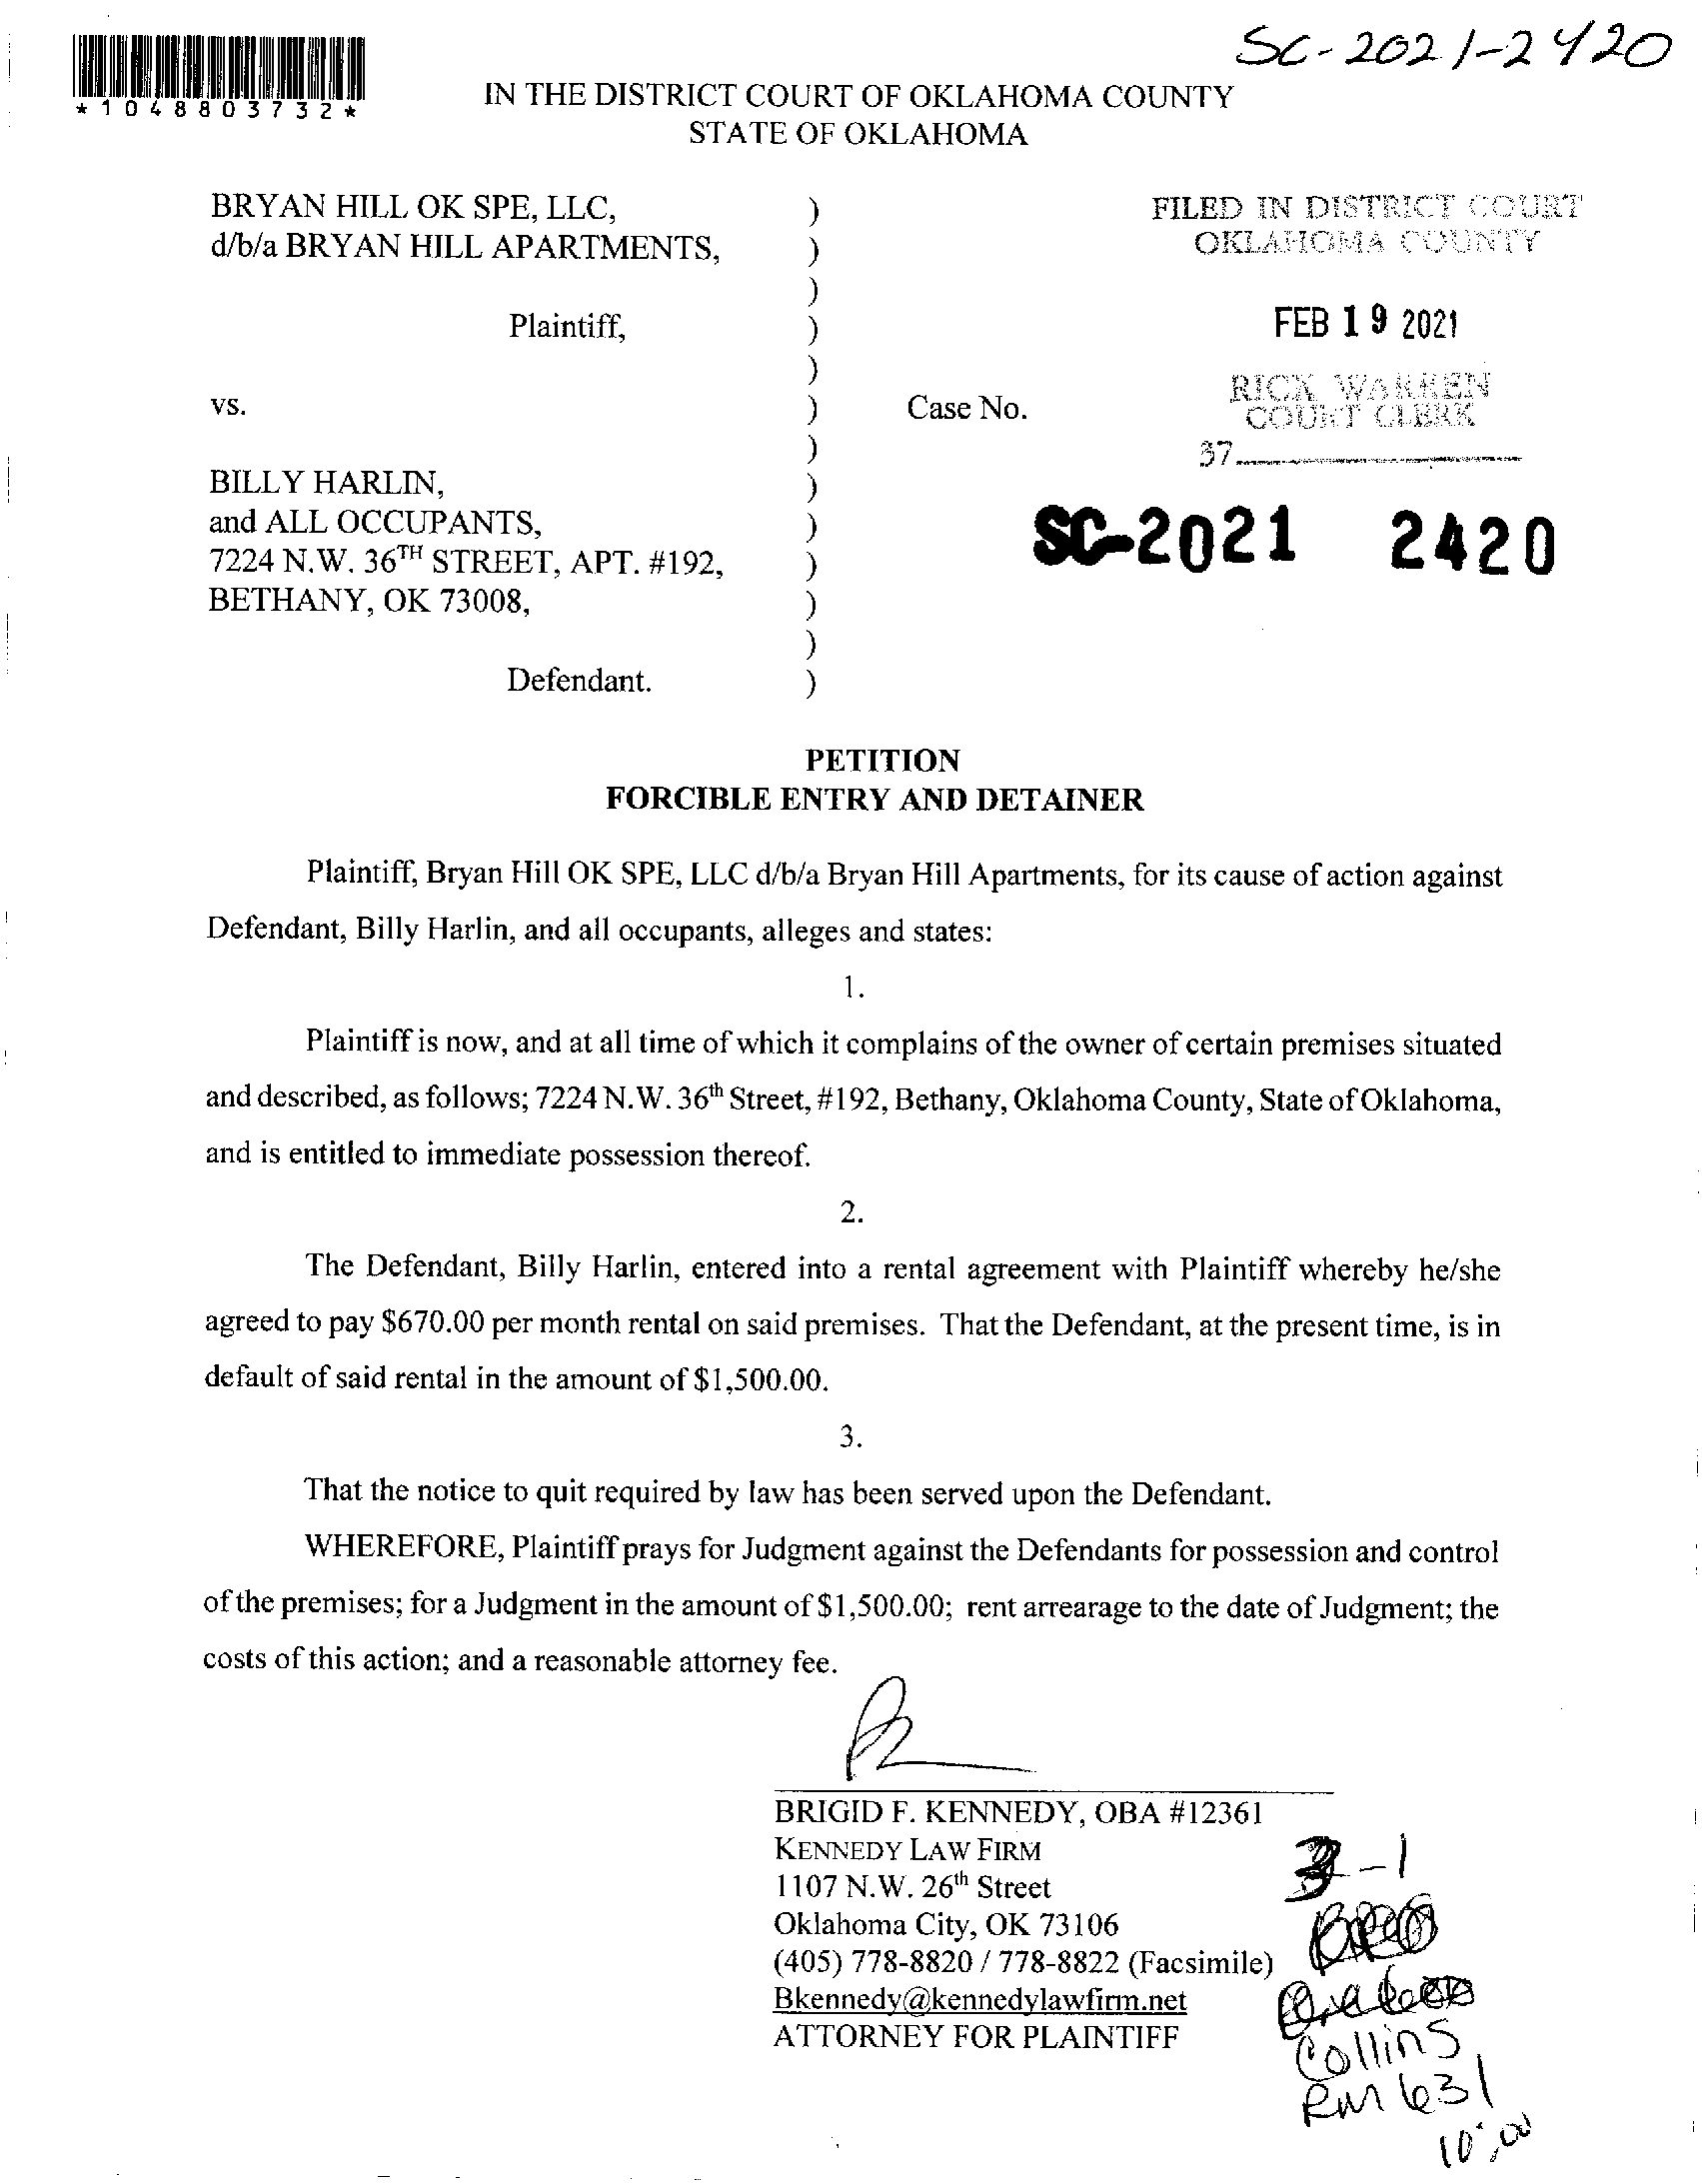 SC-2021-2420
*1048803732*
IN THE DISTRICT COURT OF OKLAHOMA COUNTY
STATE OF OKLAHOMA
BRYAN HILL OK SPE, LLC, )
d/b/a BRYAN HILL APARTMENTS, )
)
Plaintiff, )
)
vs. ) Case No.
)
BILLY HARLIN, )
and ALL OCCUPANTS, )
7224 N.W. 36TH STREET, APT. #192, )
BETHANY, OK 73008, )
)
Defendant. )
FILED IN DISTRICT COURT
OKLAHOMA COUNTY
FEB 19 2021
RICK WARREN
COURT CLERK
37
SC-2021 2420
PETITION
FORCIBLE ENTRY AND DETAINER
Plaintiff, Bryan Hill OK SPE, LLC d/b/a Bryan Hill Apartments, for its cause of action against
Defendant, Billy Harlin, and all occupants, alleges and states:
1.
Plaintiff is now, and at all time of which it complains of the owner of certain premises situated
and described, as follows; 7224 N.W. 36th Street, #192, Bethany, Oklahoma County, State of Oklahoma,
and is entitled to immediate possession thereof.
2.
The Defendant, Billy Harlin, entered into a rental agreement with Plaintiff whereby he/she
agreed to pay $670.00 per month rental on said premises. That the Defendant, at the present time, is in
default of said rental in the amount of $1,500.00.
3.
That the notice to quit required by law has been served upon the Defendant.
WHEREFORE, Plaintiff prays for Judgment against the Defendants for possession and control
of the premises; for a Judgment in the amount of $1,500.00; rent arrearage to the date of Judgment; the
costs of this action; and a reasonable attorney fee.
BRIGID F. KENNEDY, OBA #12361
KENNEDY LAW FIRM
1107 N.W. 26th Street
Oklahoma City, OK 73106
(405) 778-8820 / 778-8822 (Facsimile)
Bkennedy@kennedylawfirm.net
ATTORNEY FOR PLAINTIFF
3-1
Collins
RM 631
10:00